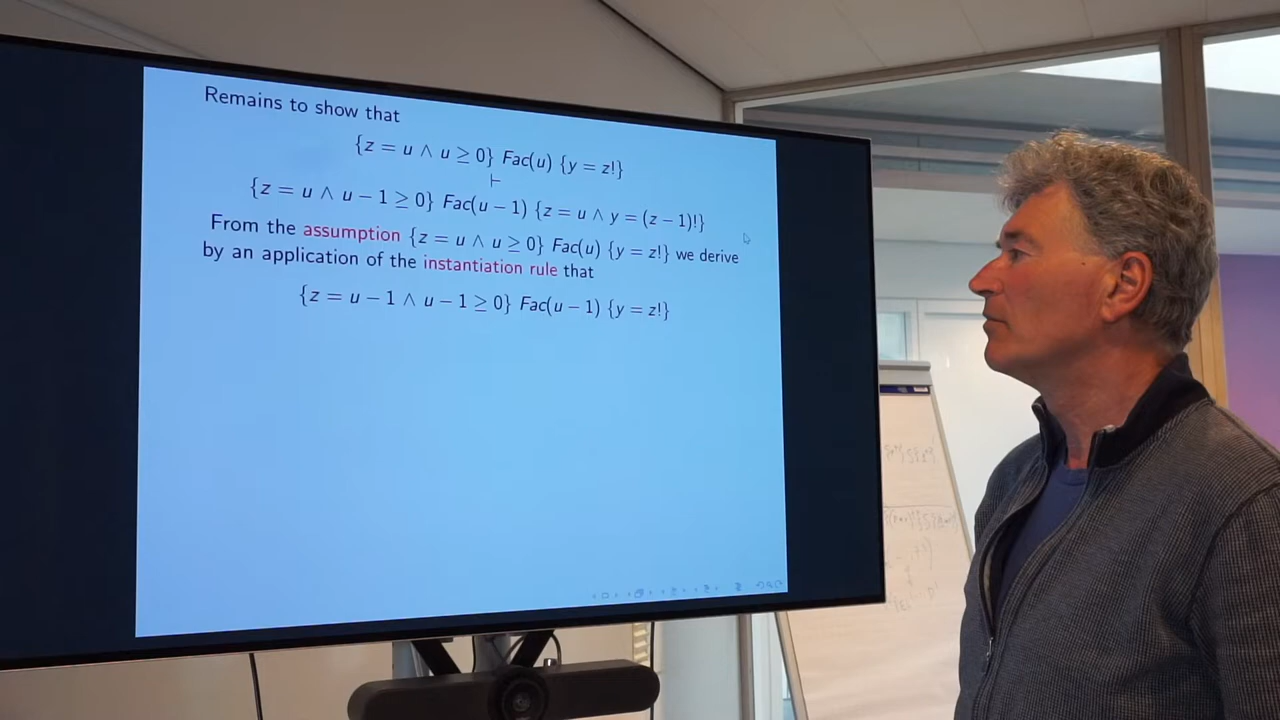 Remains to show that
{z = u ∧ u ≥ 0} Fac(u) {y = z!}
⊢
{z = u ∧ u − 1 ≥ 0} Fac(u − 1) {z = u ∧ y = (z − 1)!}
From the assumption {z = u ∧ u ≥ 0} Fac(u) {y = z!} we derive
by an application of the instantiation rule that
{z = u − 1 ∧ u − 1 ≥ 0} Fac(u − 1) {y = z!}